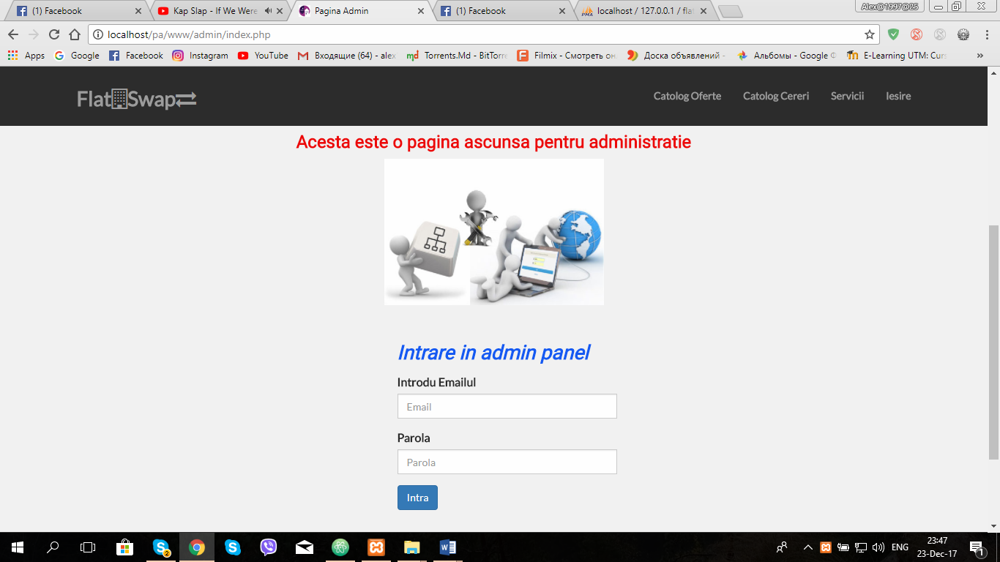 (1) Facebook
Kap Slap - If We Were
Pagina Admin
(1) Facebook
localhost / 127.0.0.1 / fla
Alex@1997@25
localhost/pa/www/admin/index.php
Apps
Google
Facebook
Instagram
YouTube
Входящие (64) - alex
Torrents.Md - BitTorre
Filmix - Смотреть он
Доска объявлений -
Альбомы - Google Ф
E-Learning UTM: Cur
FlatSwap
Catolog Oferte
Catolog Cereri
Servicii
Iesire
Acesta este o pagina ascunsa pentru administratie
Intrare in admin panel
Introdu Emailul
Email
Parola
Parola
Intra
ENG
23:47
23-Dec-17